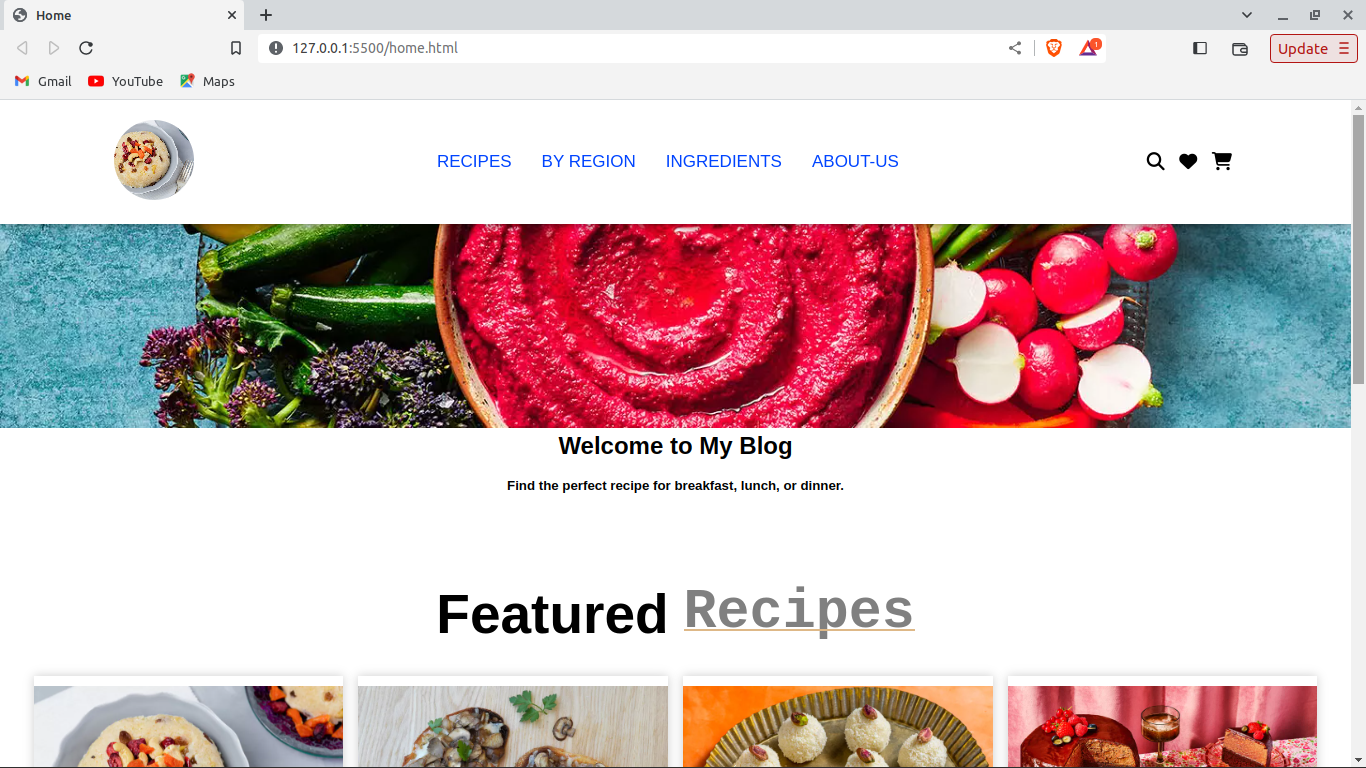 Home
127.0.0.1:5500/home.html
1
Update
Gmail YouTube Maps
RECIPES BY REGION INGREDIENTS ABOUT-US
Welcome to My Blog
Find the perfect recipe for breakfast, lunch, or dinner.
Featured Recipes